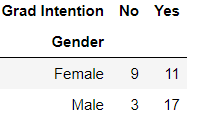 Grad Intention No Yes
Gender
Female 9 11
Male 3 17